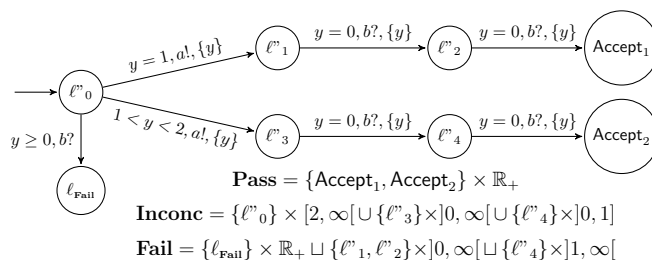 y = 1, a!, {y}
ℓ”1
y = 0, b?, {y}
ℓ”2
y = 0, b?, {y}
Accept1
ℓ”0
1 < y < 2, a!, {y}
ℓ”3
y = 0, b?, {y}
ℓ”4
y = 0, b?, {y}
Accept2
y ≥ 0, b?
ℓFail
Pass = {Accept1, Accept2} × ℝ+
Inconc = {ℓ”0} × [2, ∞[ ∪ {ℓ”3}×]0, ∞[ ∪ {ℓ”4}×]0, 1]
Fail = {ℓFail} × ℝ+ ⊔ {ℓ”1, ℓ”2}×]0, ∞[ ⊔ {ℓ”4}×]1, ∞[